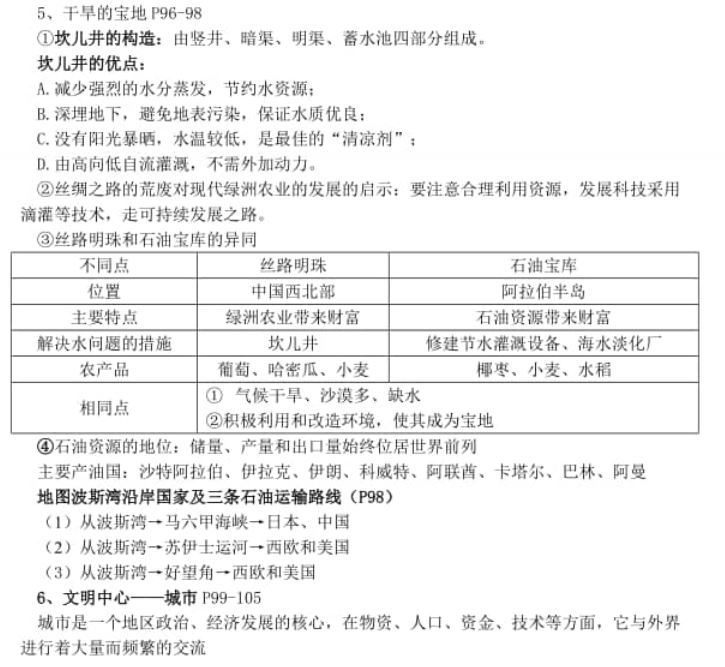 5、干旱的宝地 P96-98
①坎儿井的构造：由竖井、暗渠、明渠、蓄水池四部分组成。
坎儿井的优点：
A.减少强烈的水分蒸发，节约水资源；
B.深埋地下，避免地表污染，保证水质优良；
C.没有阳光暴晒，水温较低，是最佳的“清凉剂”；
D.由高向低自流灌溉，不需外加动力。
②丝绸之路的荒废对现代绿洲农业的发展的启示：要注意合理利用资源，发展科技采用
滴灌等技术，走可持续发展之路。
③丝路明珠和石油宝库的异同
不同点 丝路明珠 石油宝库
位置 中国西北部 阿拉伯半岛
主要特点 绿洲农业带来财富 石油资源带来财富
解决水问题的措施 坎儿井 修建节水灌溉设备、海水淡化厂
农产品 葡萄、哈密瓜、小麦 椰枣、小麦、水稻
相同点 ① 气候干旱、沙漠多、缺水
②积极利用和改造环境，使其成为宝地
④石油资源的地位：储量、产量和出口量始终位居世界前列
主要产油国：沙特阿拉伯、伊拉克、伊朗、科威特、阿联酋、卡塔尔、巴林、阿曼
地图波斯湾沿岸国家及三条石油运输路线（P98）
（1）从波斯湾→马六甲海峡→日本、中国
（2）从波斯湾→苏伊士运河→西欧和美国
（3）从波斯湾→好望角→西欧和美国
6、文明中心——城市 P99-105
城市是一个地区政治、经济发展的核心，在物资、人口、资金、技术等方面，它与外界
进行着大量而频繁的交流